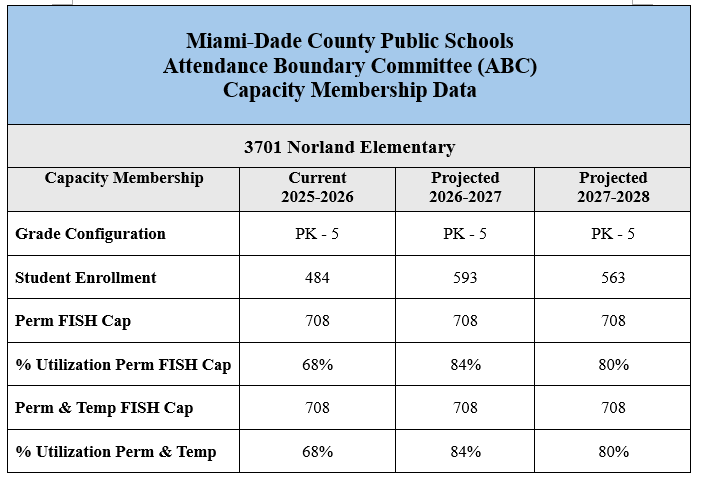 Miami-Dade County Public Schools
Attendance Boundary Committee (ABC)
Capacity Membership Data
3701 Norland Elementary
Capacity Membership Current 2025-2026 Projected 2026-2027 Projected 2027-2028
Grade Configuration PK - 5 PK - 5 PK - 5
Student Enrollment 484 593 563
Perm FISH Cap 708 708 708
% Utilization Perm FISH Cap 68% 84% 80%
Perm & Temp FISH Cap 708 708 708
% Utilization Perm & Temp 68% 84% 80%